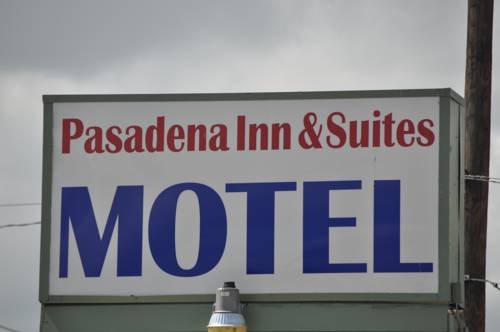 Pasadena Inn & Suites
MOTEL